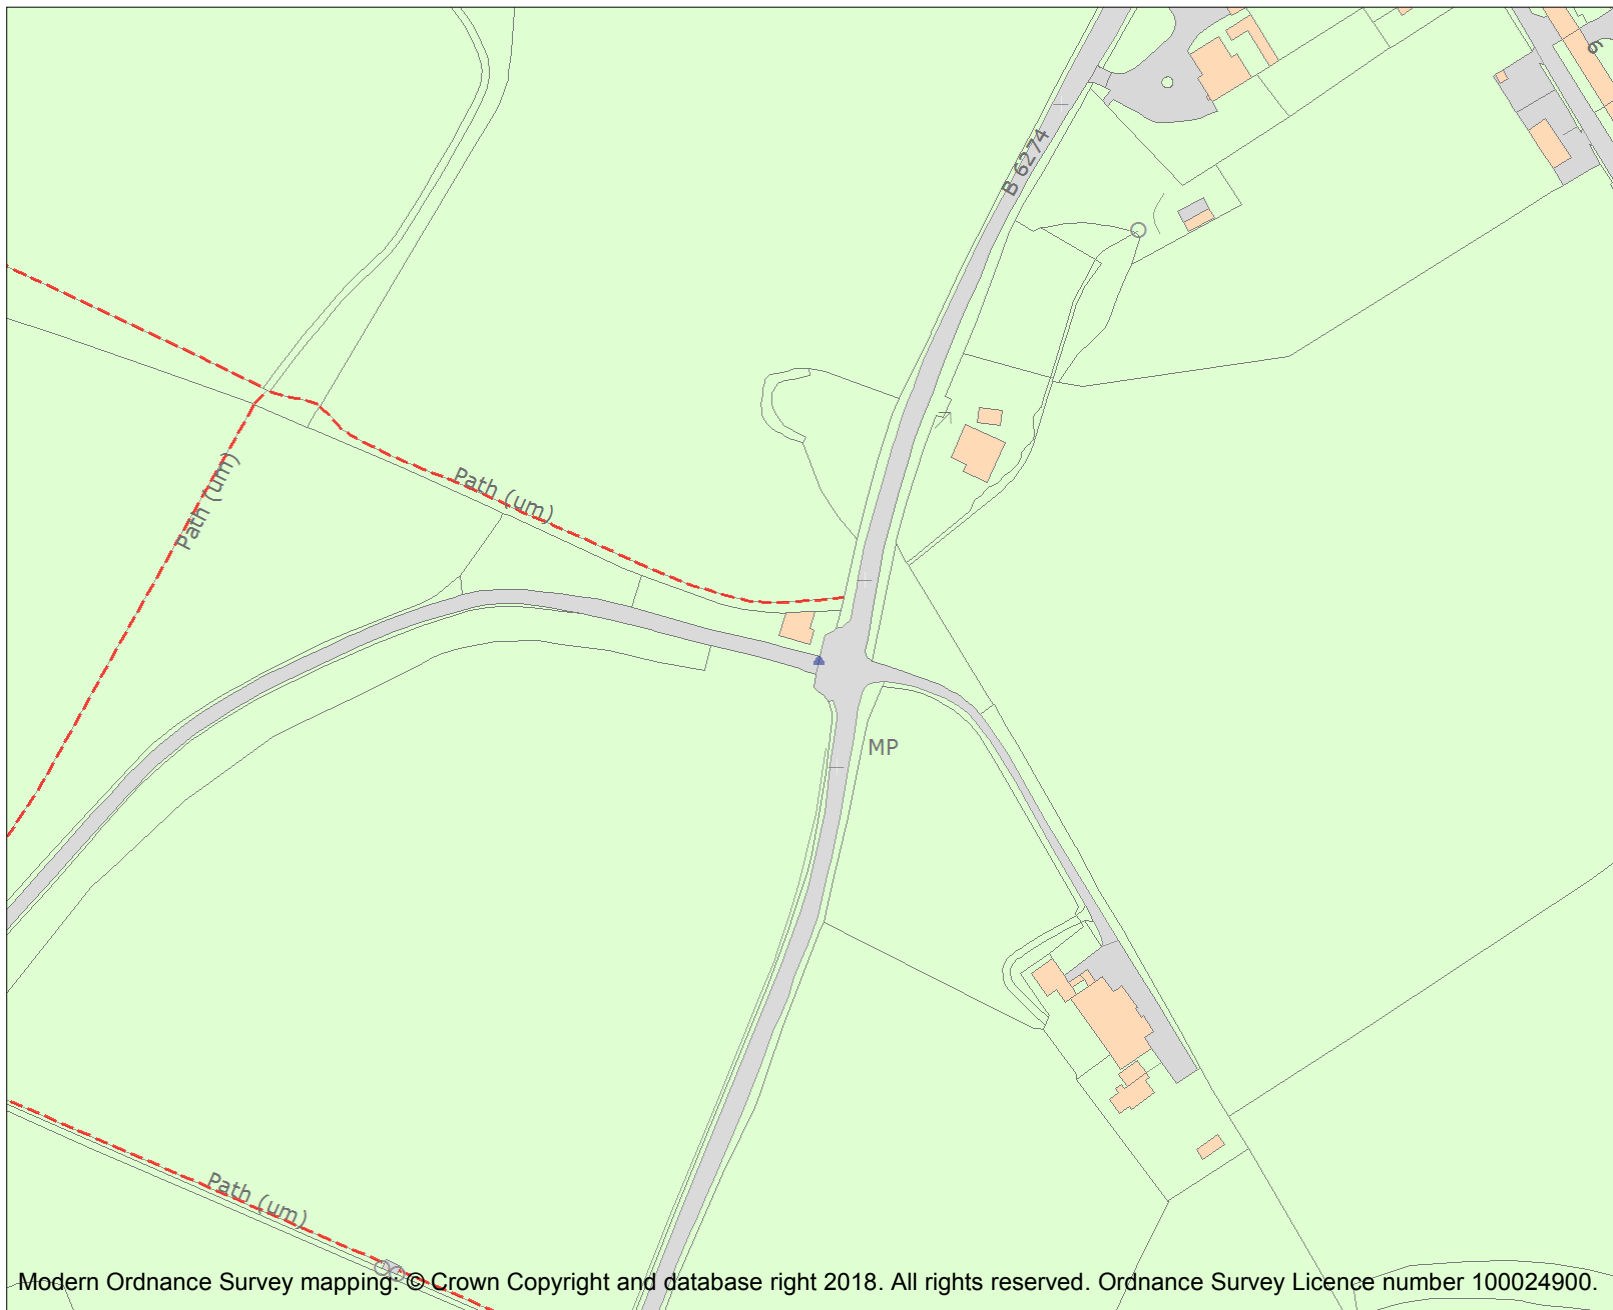 6
B 6274
Path (um)
Path (um)
MP
Path (um)
Modern Ordnance Survey mapping: © Crown Copyright and database right 2018. All rights reserved. Ordnance Survey Licence number 100024900.